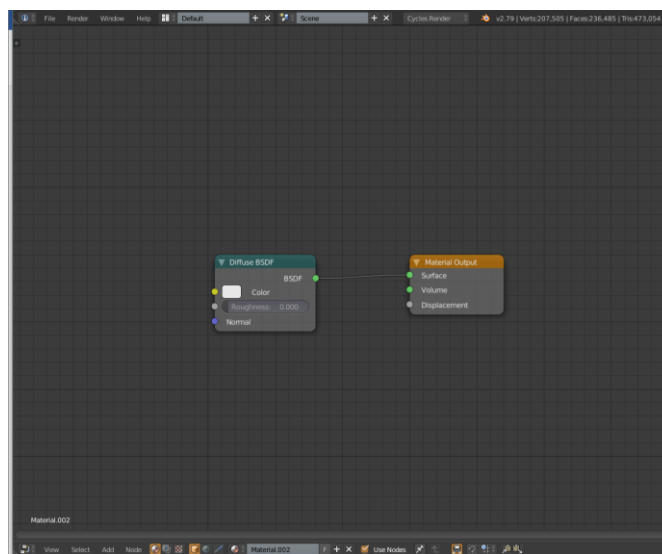 File Render Window Help Default Scene Cycles Render v2.79 | Verts:207,505 | Faces:236,485 | Tris:473,054
Diffuse BSDF
BSDF
Color
Roughness: 0.000
Normal
Material Output
Surface
Volume
Displacement
Material.002
View Select Add Node Material.002 F Use Nodes